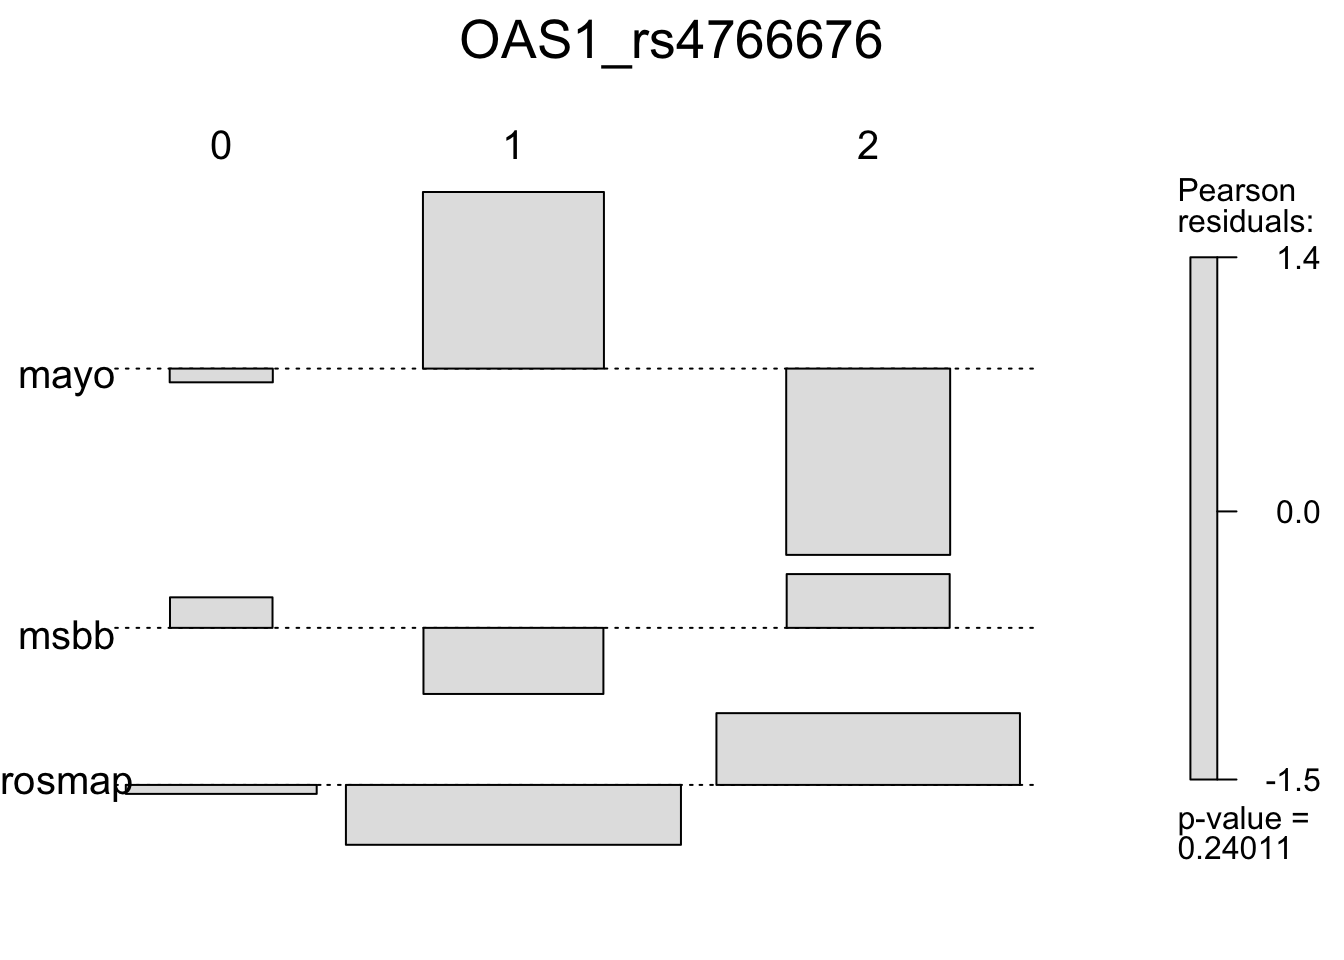 OAS1_rs4766676
0 1 2
Pearson
residuals:
1.4
mayo
0.0
msbb
rosmap
-1.5
p-value =
0.24011